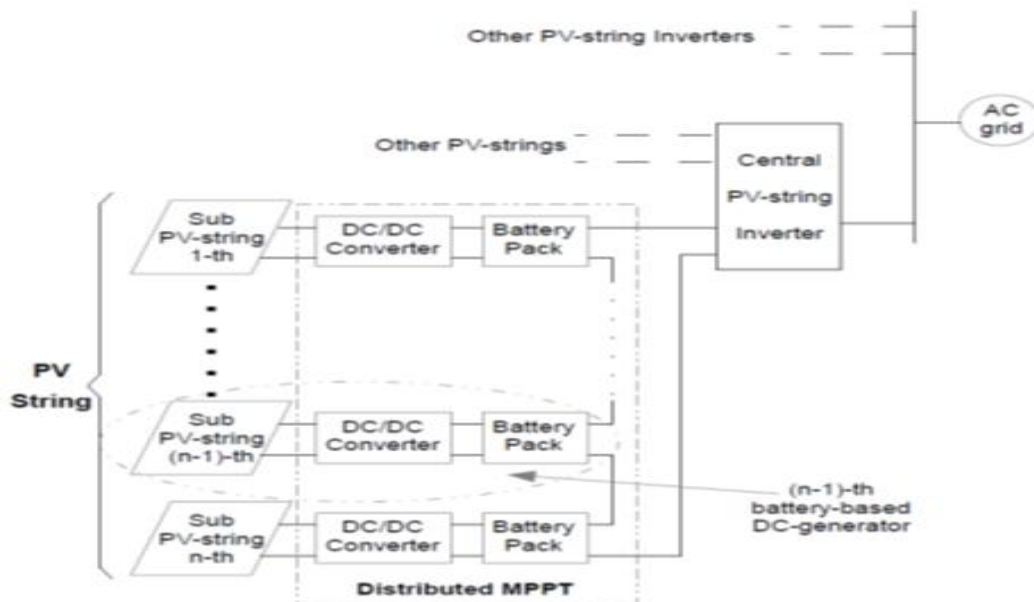 Other PV-string Inverters
AC
grid
Other PV-strings
Central
PV-string
Inverter
Sub
PV-string
1-th
DC/DC
Converter
Battery
Pack
PV
String
Sub
PV-string
(n-1)-th
DC/DC
Converter
Battery
Pack
(n-1)-th
battery-based
DC-generator
Sub
PV-string
n-th
DC/DC
Converter
Battery
Pack
Distributed MPPT